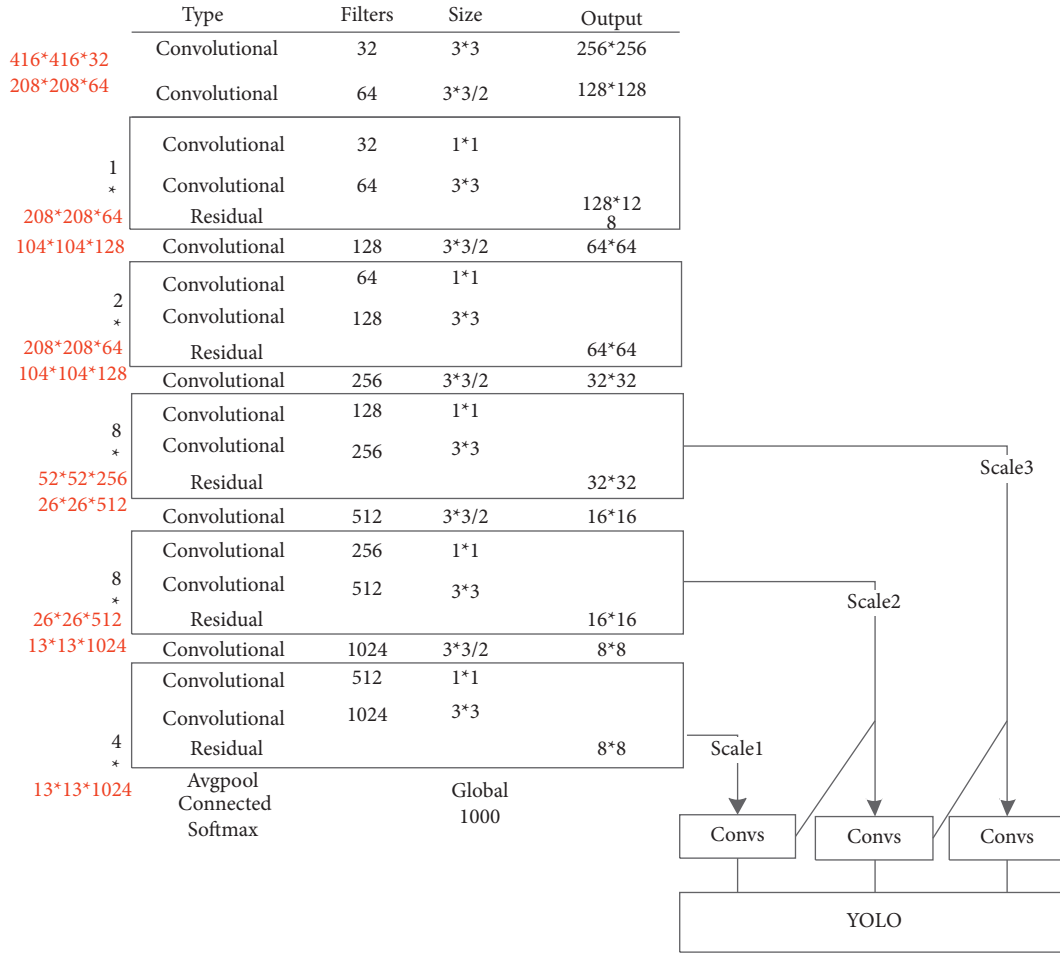 Type Filters Size Output
416*416*32 Convolutional 32 3*3 256*256
208*208*64 Convolutional 64 3*3/2 128*128
Convolutional 32 1*1
1
*
Convolutional 64 3*3
208*208*64 Residual 128*12
8
104*104*128 Convolutional 128 3*3/2 64*64
Convolutional 64 1*1
2
*
Convolutional 128 3*3
208*208*64 Residual 64*64
104*104*128 Convolutional 256 3*3/2 32*32
Convolutional 128 1*1
8
*
Convolutional 256 3*3
52*52*256 Residual 32*32
26*26*512
Convolutional 512 3*3/2 16*16
Convolutional 256 1*1
8
*
Convolutional 512 3*3
26*26*512 Residual 16*16
13*13*1024 Convolutional 1024 3*3/2 8*8
Convolutional 512 1*1
Convolutional 1024 3*3
4
*
Residual 8*8
13*13*1024 Avgpool Global
Connected 1000
Softmax
Scale3
Scale2
Scale1
Convs Convs Convs
YOLO